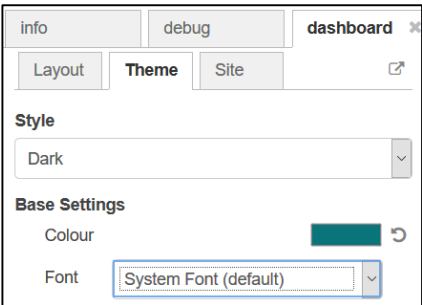 info debug dashboard
Layout Theme Site
Style
Dark
Base Settings
Colour
Font System Font (default)